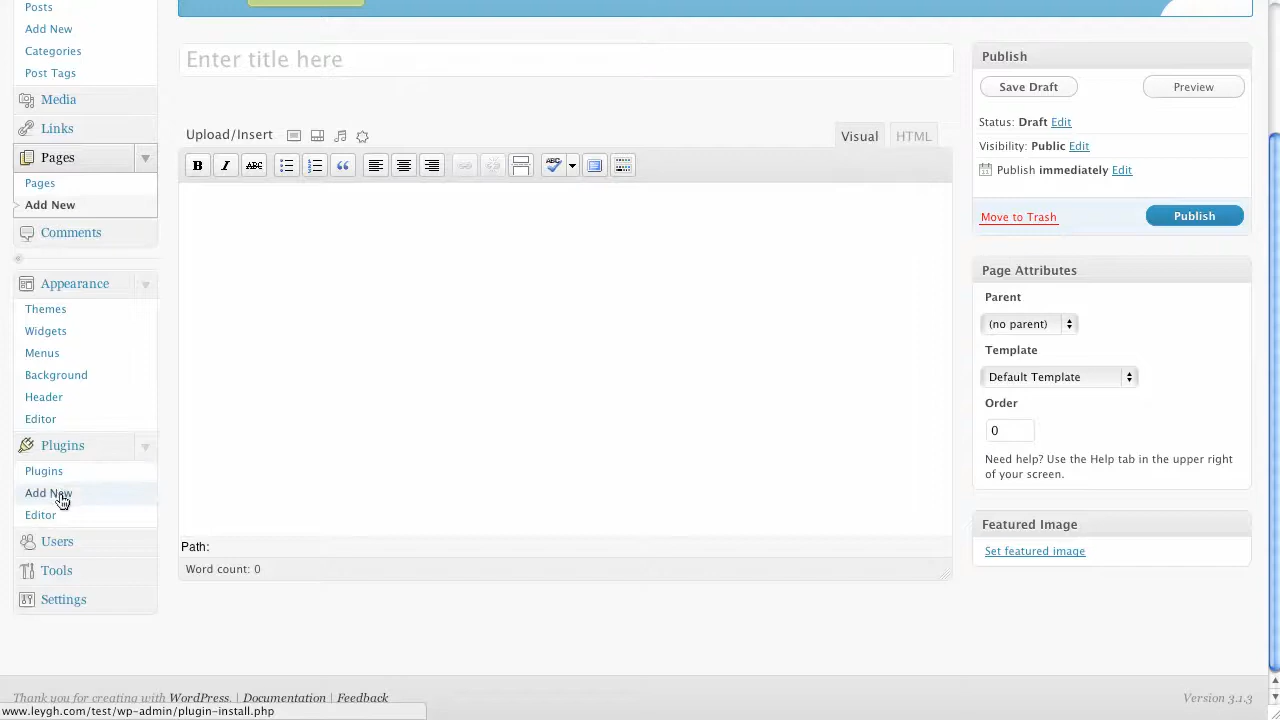 Posts
Add New
Categories
Post Tags
Media
Links
Pages
Pages
Add New
Comments
Appearance
Themes
Widgets
Menus
Background
Header
Editor
Plugins
Plugins
Add New
Editor
Users
Tools
Settings
Enter title here
Upload/Insert
Visual HTML
B I ABC ABC
Path:
Word count: 0
Publish
Save Draft Preview
Status: Draft Edit
Visibility: Public Edit
Publish immediately Edit
Move to Trash Publish
Page Attributes
Parent
(no parent)
Template
Default Template
Order
0
Need help? Use the Help tab in the upper right
of your screen.
Featured Image
Set featured image
Thank you for creating with WordPress. | Documentation | Feedback
Version 3.1.3
www.leygh.com/test/wp-admin/plugin-install.php